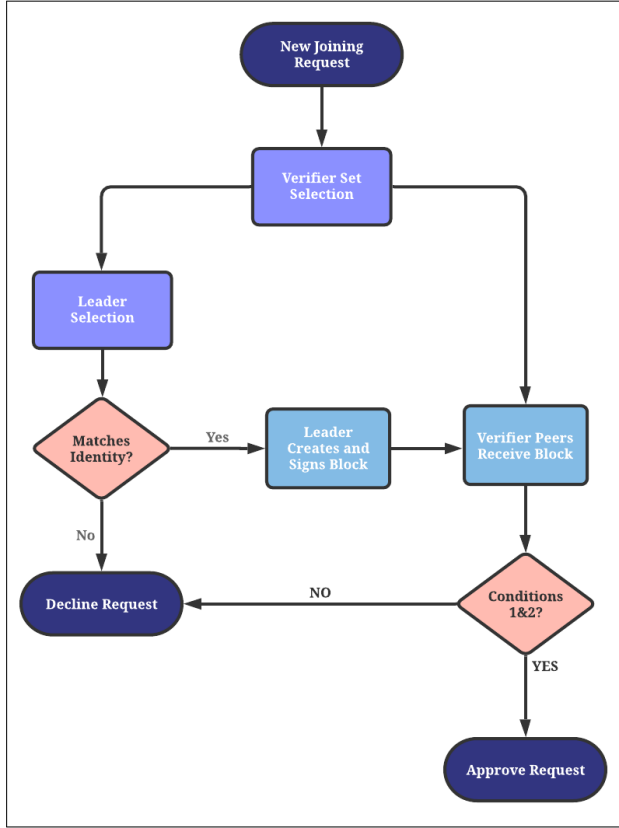 New Joining
Request
Verifier Set
Selection
Leader
Selection
Matches
Identity?
Yes
Leader
Creates and
Signs Block
Verifier Peers
Receive Block
No
Decline Request
NO
Conditions
1&2?
YES
Approve Request